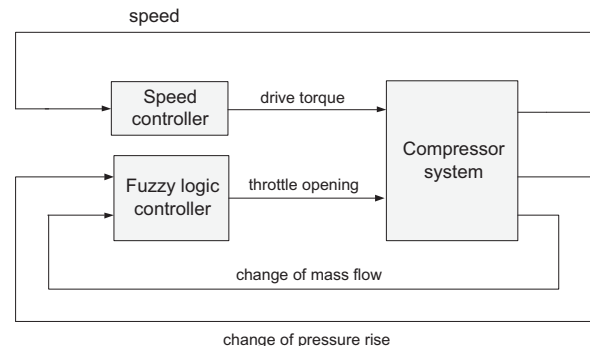 speed
Speed
controller
drive torque
Compressor
system
Fuzzy logic
controller
throttle opening
change of mass flow
change of pressure rise